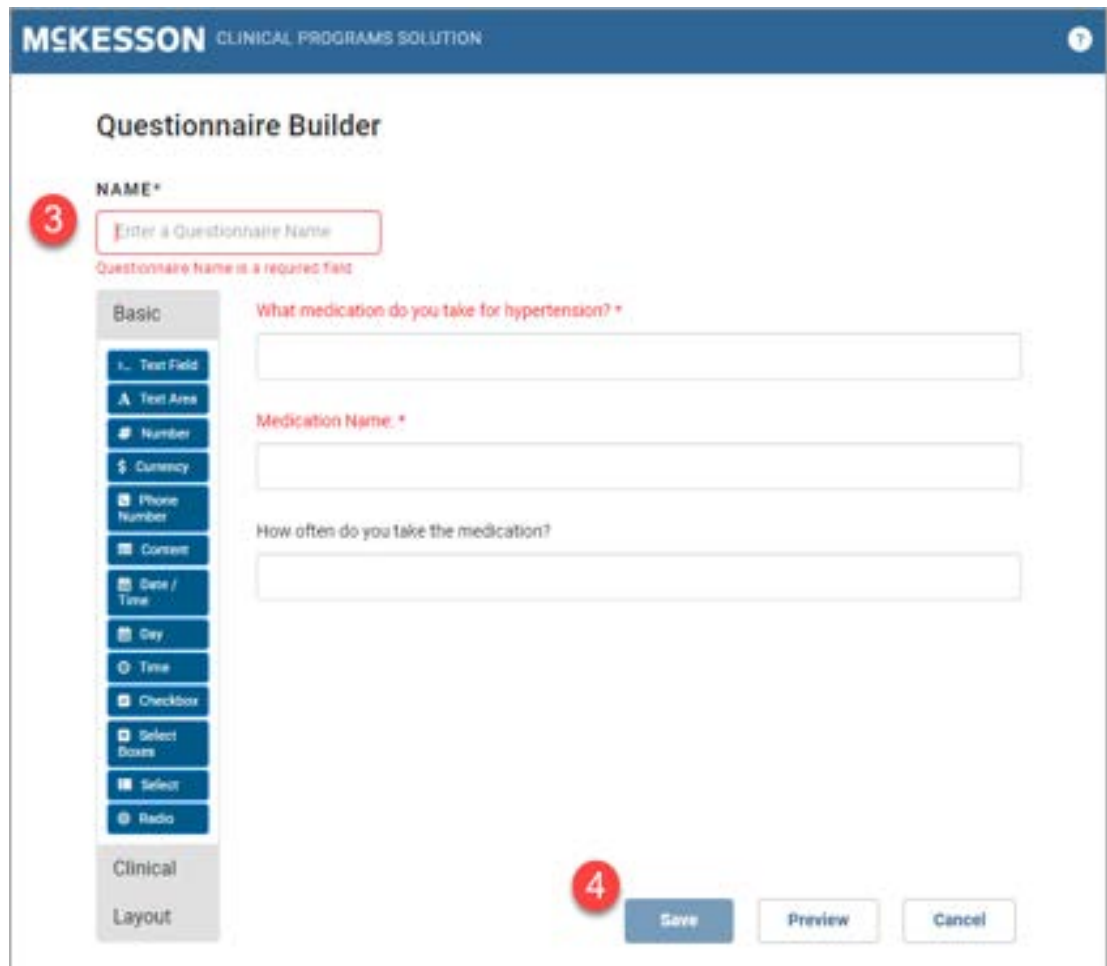 MCKESSON CLINICAL PROGRAMS SOLUTION
?
Questionnaire Builder
NAME*
3
Enter a Questionnaire Name
Questionnaire Name is a required field
Basic
What medication do you take for hypertension? *
Text Field
A Text Area
Medication Name: *
# Number
$ Currency
Phone
Number
Content
How often do you take the medication?
Date /
Time
Day
Time
Checkbox
Select
Boxes
Select
Radio
Clinical
4
Layout
Save Preview Cancel